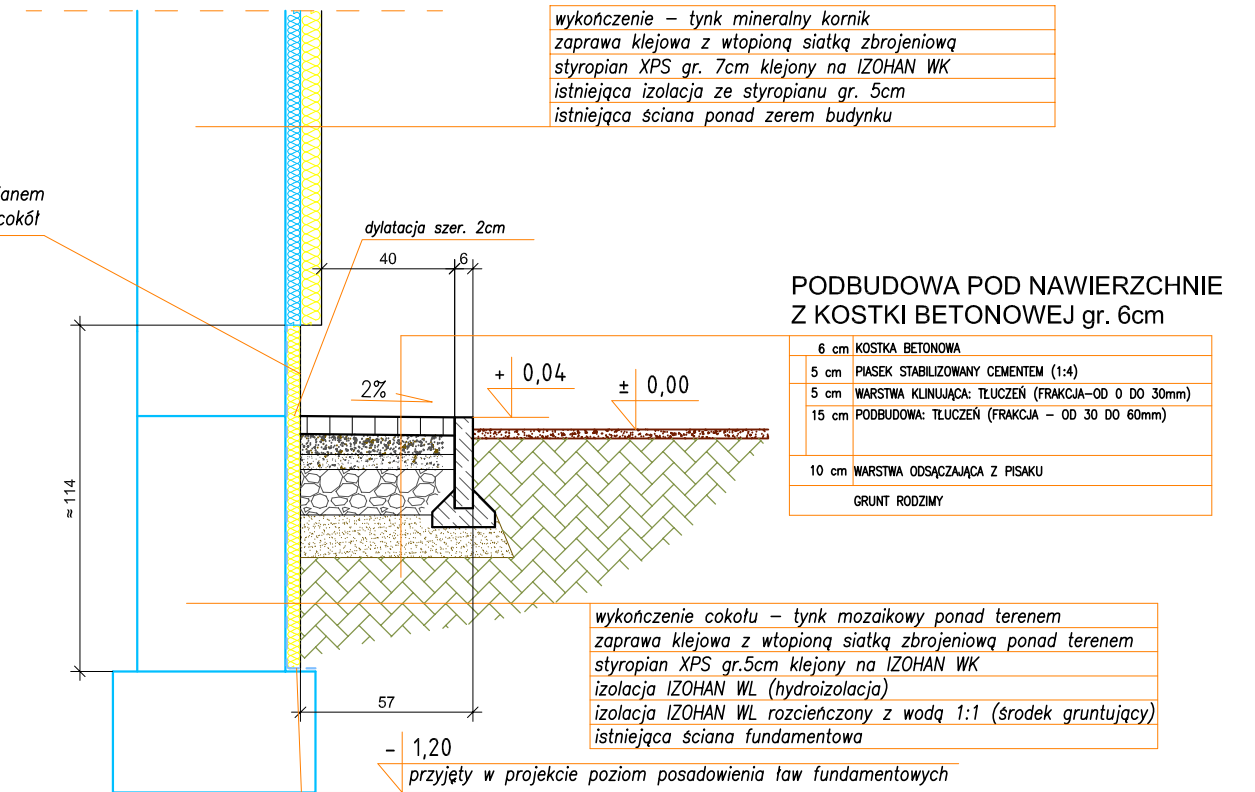 wykończenie – tynk mineralny kornik
zaprawa klejowa z wtopioną siatką zbrojeniową
styropian XPS gr. 7cm klejony na IZOHAN WK
istniejąca izolacja ze styropianu gr. 5cm
istniejąca ściana ponad zerem budynku
cokół
dylatacja szer. 2cm
40
6
PODBUDOWA POD NAWIERZCHNIE
Z KOSTKI BETONOWEJ gr. 6cm
6 cm KOSTKA BETONOWA
5 cm PIASEK STABILIZOWANY CEMENTEM (1:4)
5 cm WARSTWA KLINUJĄCA: TŁUCZEŃ (FRAKCJA-OD 0 DO 30mm)
15 cm PODBUDOWA: TŁUCZEŃ (FRAKCJA – OD 30 DO 60mm)
10 cm WARSTWA ODSĄCZAJĄCA Z PISAKU
GRUNT RODZIMY
2%
+ 0,04
± 0,00
≈114
wykończenie cokołu – tynk mozaikowy ponad terenem
zaprawa klejowa z wtopioną siatką zbrojeniową ponad terenem
styropian XPS gr.5cm klejony na IZOHAN WK
izolacja IZOHAN WL (hydroizolacja)
izolacja IZOHAN WL rozcieńczony z wodą 1:1 (środek gruntujący)
istniejąca ściana fundamentowa
57
– 1,20
przyjęty w projekcie poziom posadowienia ław fundamentowych